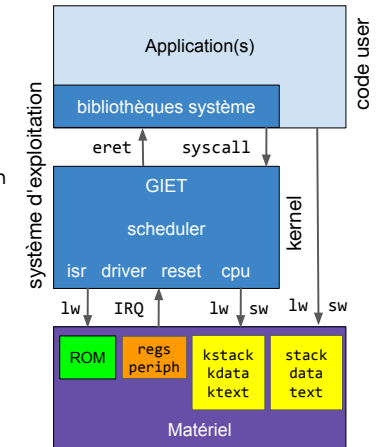 Application(s)
code user
bibliothèques système
système d'exploitation
n
eret syscall
GIET
scheduler
kernel
isr driver reset cpu
lw IRQ lw sw lw sw
ROM
regs
periph
kstack
kdata
ktext
stack
data
text
Matériel